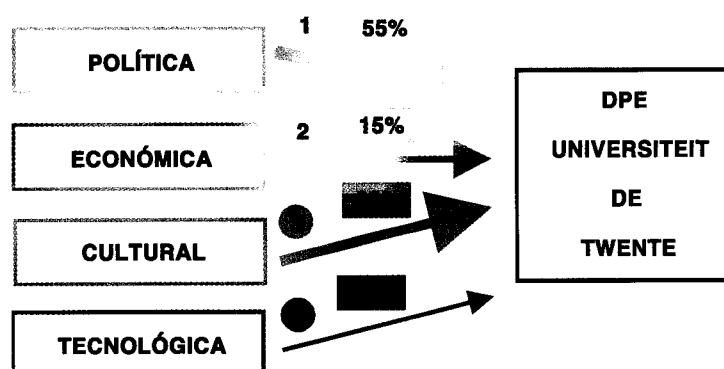 1 55%
POLÍTICA
2 15%
ECONÓMICA
CULTURAL
TECNOLÓGICA
DPE
UNIVERSITEIT
DE
TWENTE